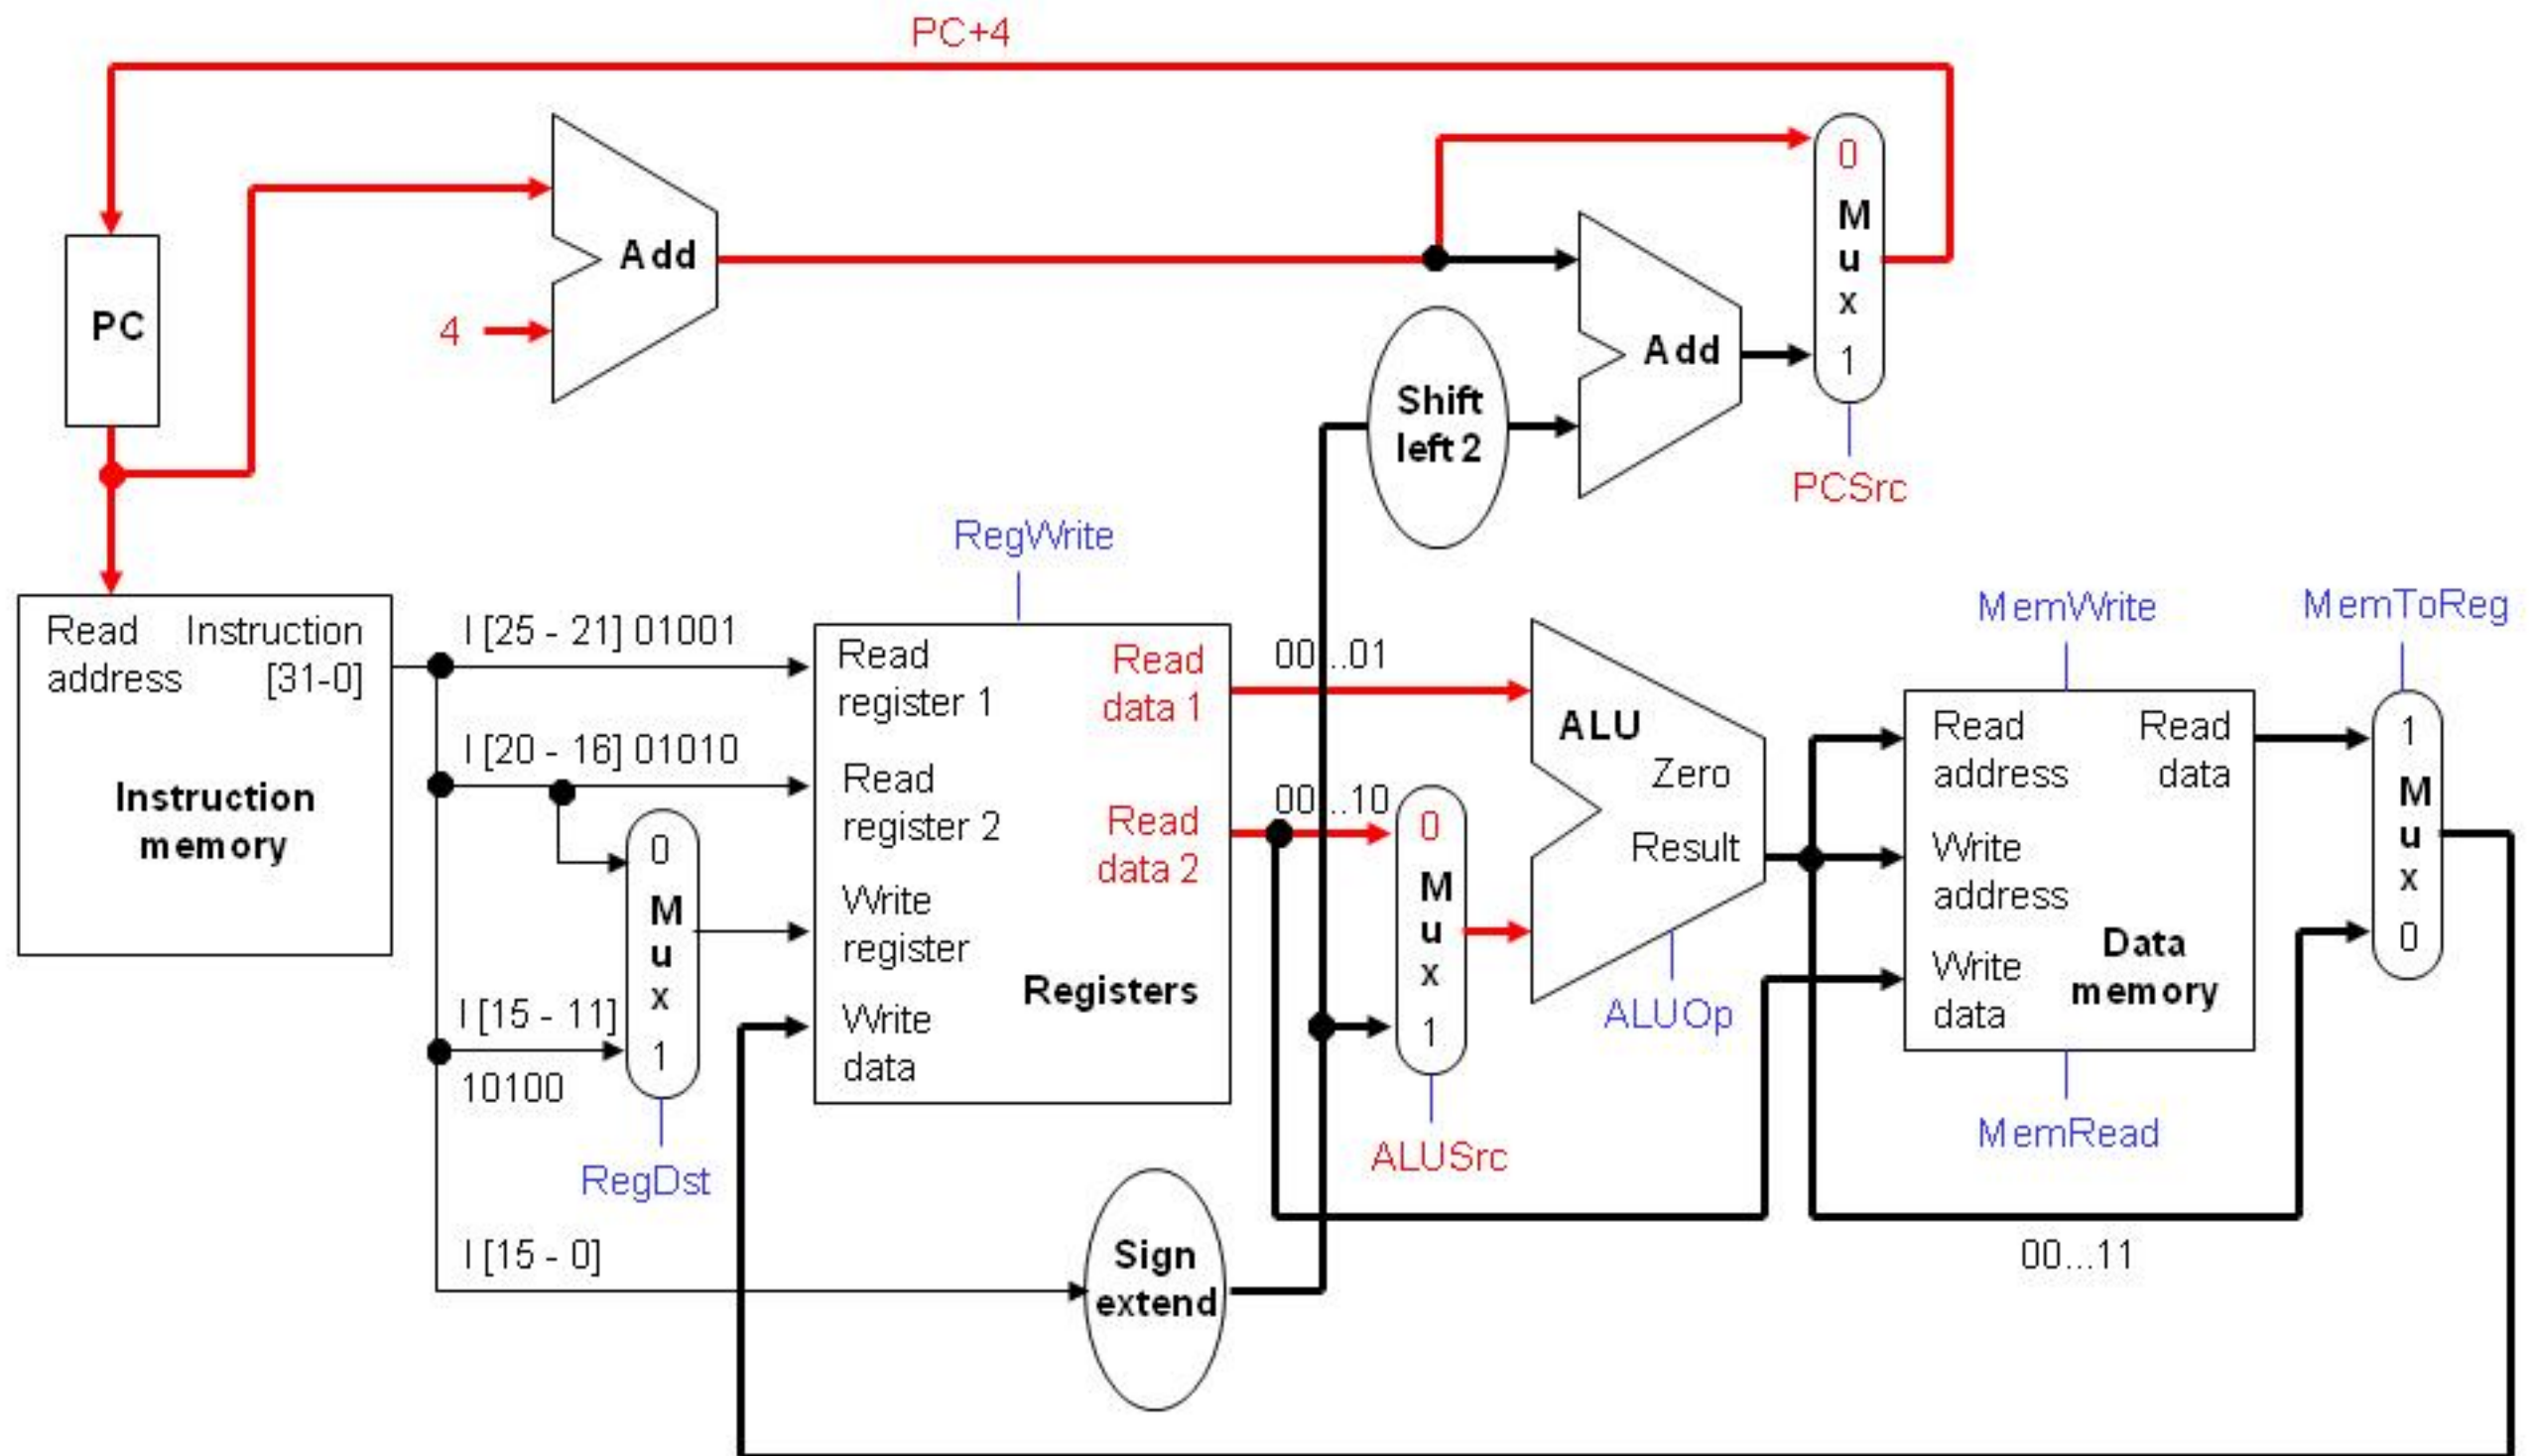 PC+4
0
M
u
x
1
PCSrc
Add
4
PC
Add
Shift
left 2
RegWrite
MemWrite
MemToReg
Read
address
Instruction
[31-0]
Instruction
memory
I [25 - 21] 01001
I [20 - 16] 01010
I [15 - 11]
10100
I [15 - 0]
0
M
u
x
1
RegDst
Read
register 1
Read
register 2
Write
register
Write
data
Read
data 1
Read
data 2
Registers
00...01
00...10
0
M
u
x
1
ALUSrc
ALU
Zero
Result
ALUOp
Read
address
Write
address
Write
data
Read
data
Data
memory
MemRead
1
M
u
x
0
00...11
Sign
extend